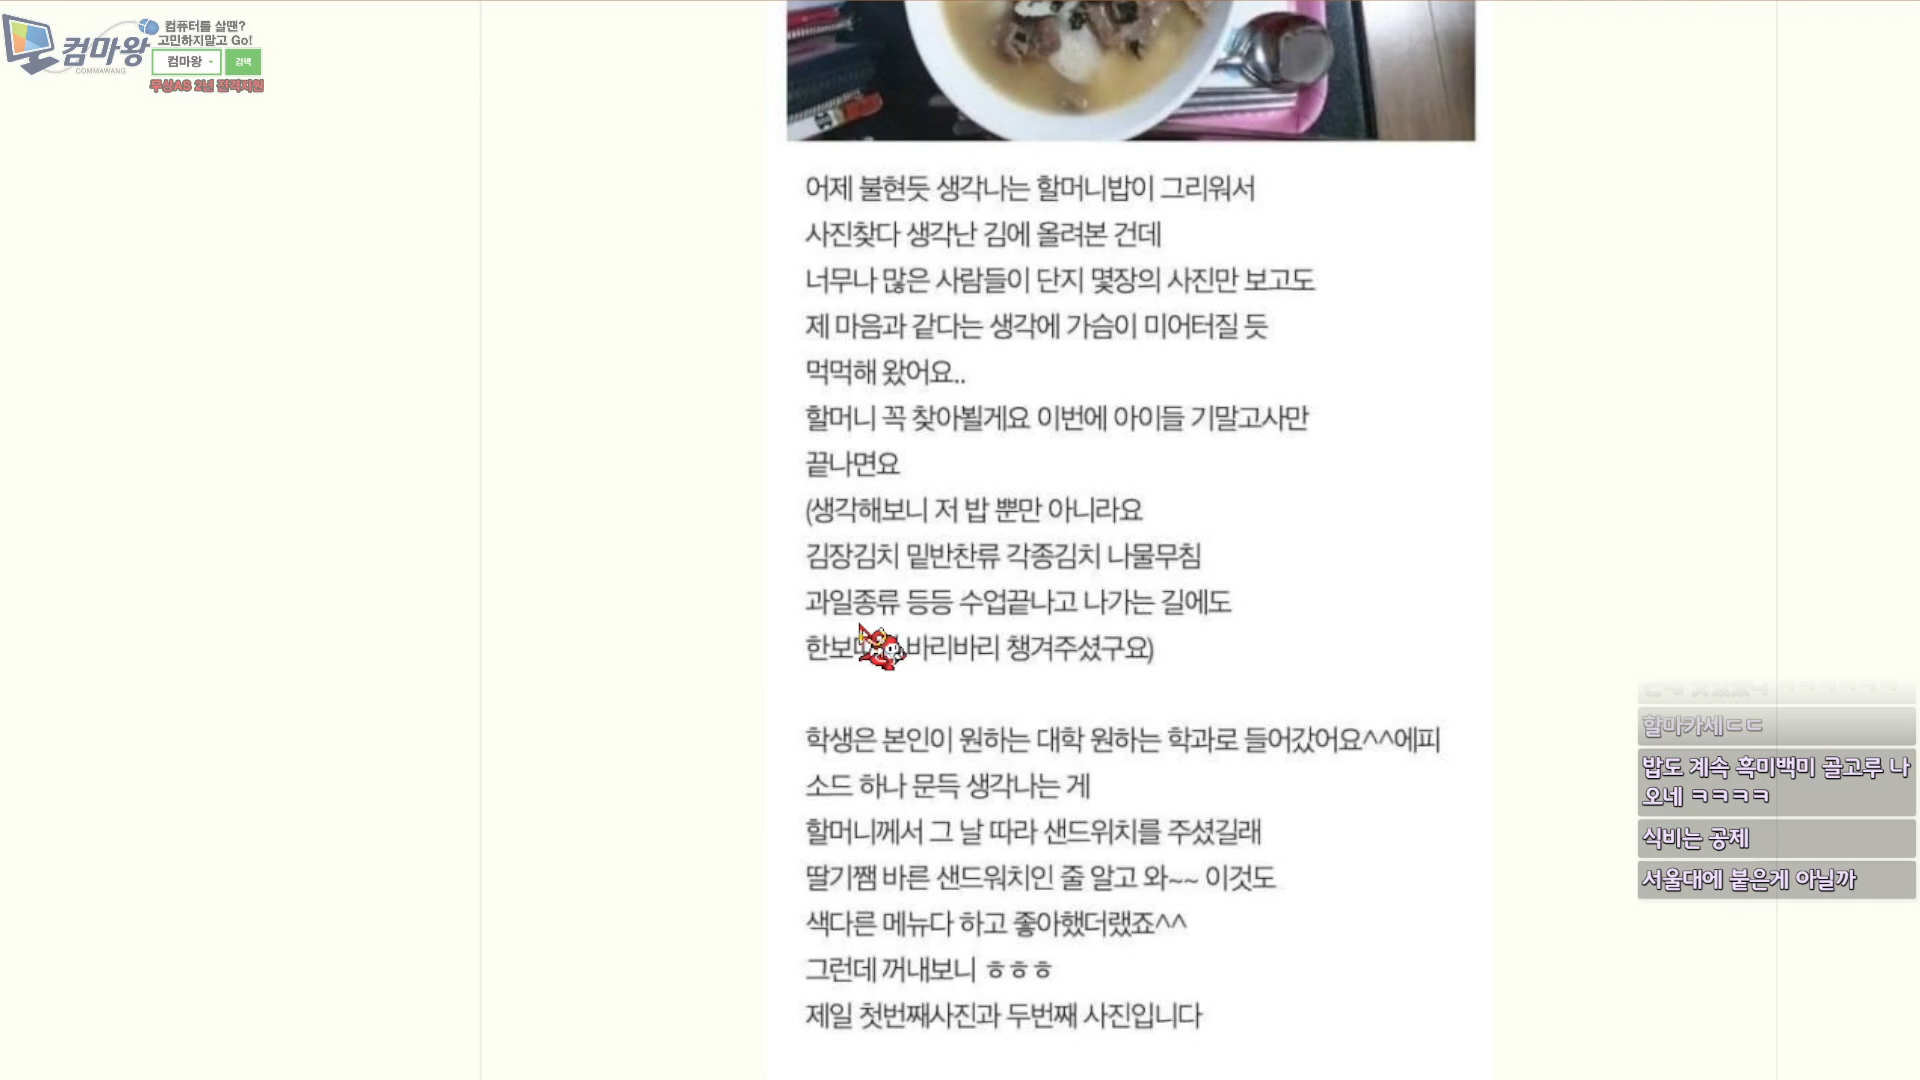 컴퓨터를 살땐?
고민하지말고 Go!
컴마왕
COMMAWANG
컴마왕
검색
무상AS 2년 전격지원
어제 불현듯 생각나는 할머니밥이 그리워서
사진찾다 생각난 김에 올려본 건데
너무나 많은 사람들이 단지 몇장의 사진만 보고도
제 마음과 같다는 생각에 가슴이 미어터질 듯
먹먹해 왔어요..
할머니 꼭 찾아뵐게요 이번에 아이들 기말고사만
끝나면요
(생각해보니 저 밥 뿐만 아니라요
김장김치 밑반찬류 각종김치 나물무침
과일종류 등등 수업끝나고 나가는 길에도
바리바리 챙겨주셨구요)
학생은 본인이 원하는 대학 원하는 학과로 들어갔어요^^에피
소드 하나 문득 생각나는 게
할머니께서 그 날 따라 샌드위치를 주셨길래
딸기쨈 바른 샌드위치인 줄 알고 와~~ 이것도
색다른 메뉴다 하고 좋아했더랬죠^^
그런데 꺼내보니 ㅎㅎㅎ
제일 첫번째사진과 두번째 사진입니다
할마카세ㄷㄷ
밥도 계속 흑미백미 골고루 나
오네 ㅋㅋㅋㅋ
식비는 공제
서울대에 붙은게 아닐까